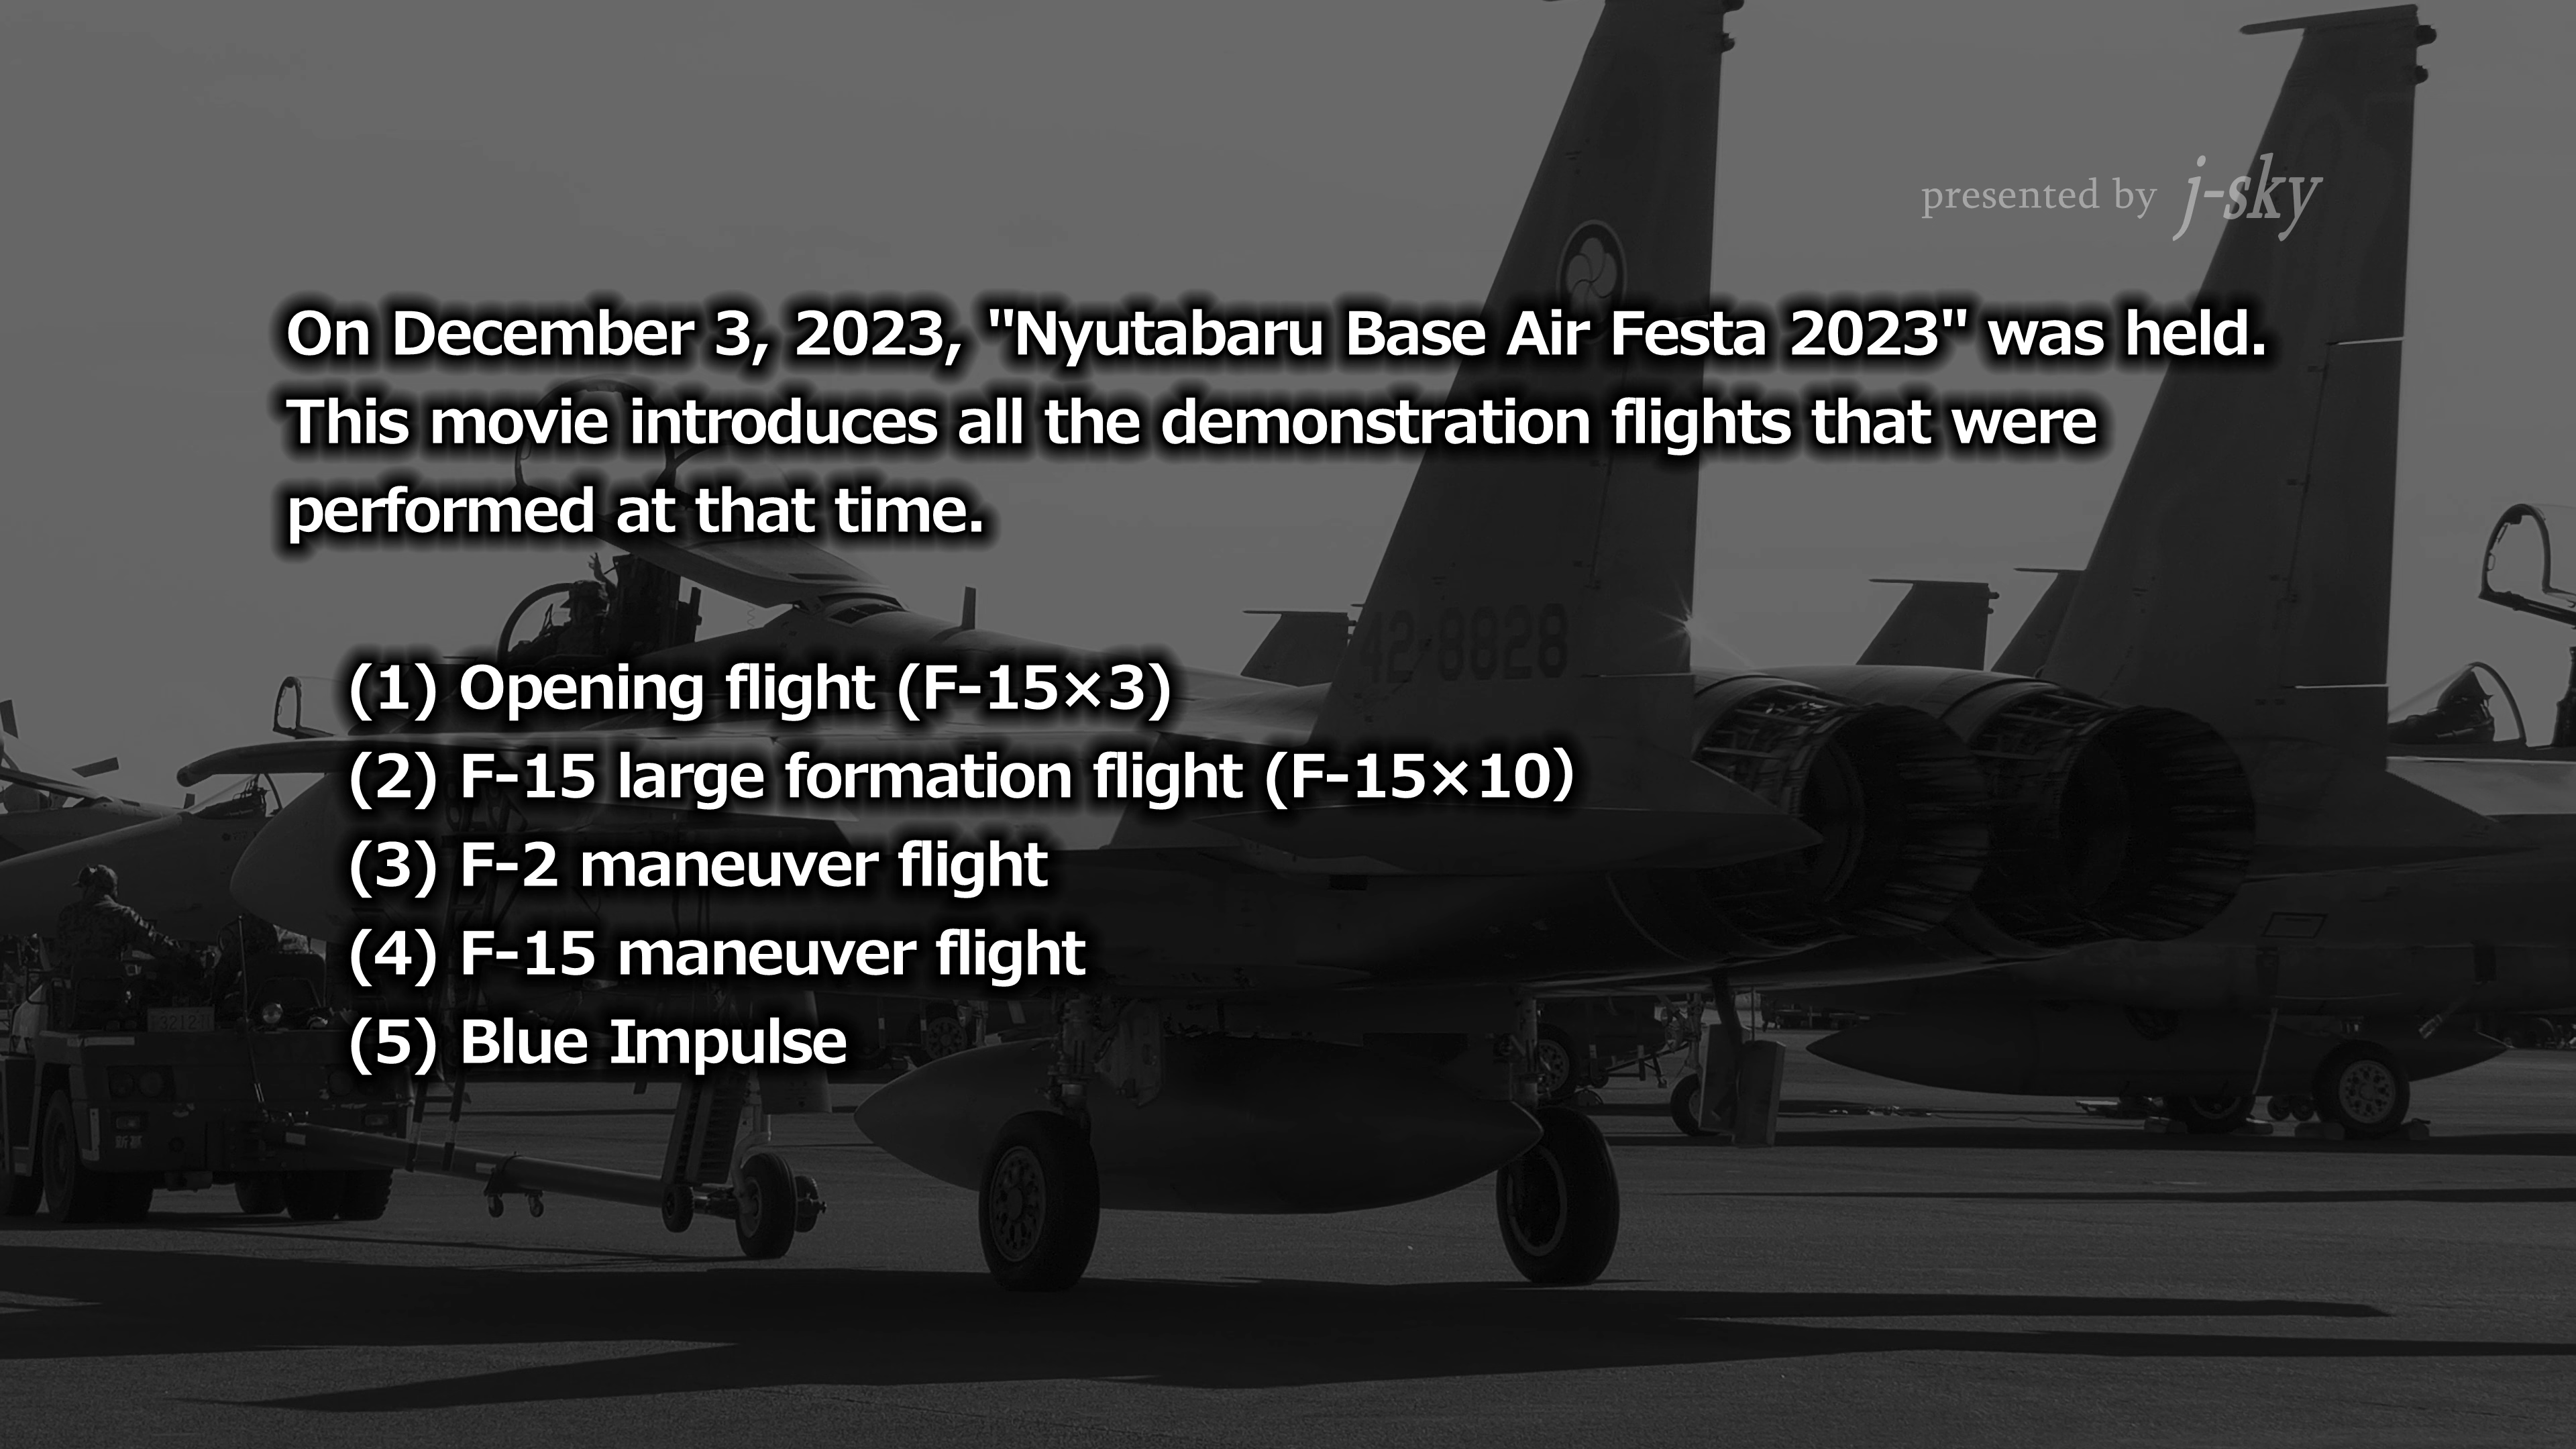 presented by j-sky
On December 3, 2023, "Nyutabaru Base Air Festa 2023" was held.
This movie introduces all the demonstration flights that were
performed at that time.
42-8828
(1) Opening flight (F-15×3)
(2) F-15 large formation flight (F-15×10）
(3) F-2 maneuver flight
(4) F-15 maneuver flight
(5) Blue Impulse